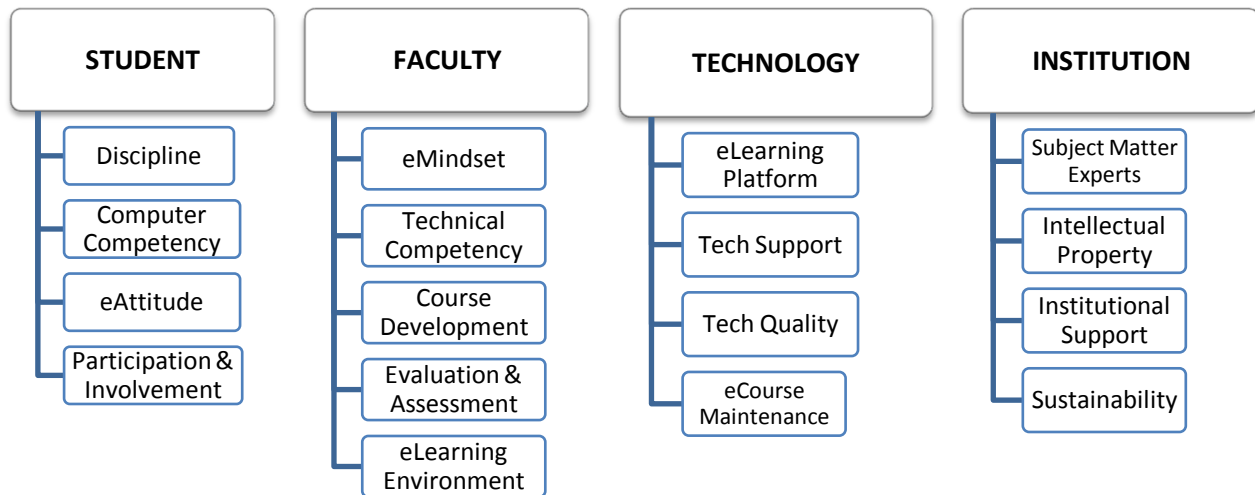 STUDENT
Discipline
Computer
Competency
eAttitude
Participation &
Involvement
FACULTY
eMindset
Technical
Competency
Course
Development
Evaluation &
Assessment
eLearning
Environment
TECHNOLOGY
eLearning
Platform
Tech Support
Tech Quality
eCourse
Maintenance
INSTITUTION
Subject Matter
Experts
Intellectual
Property
Institutional
Support
Sustainability